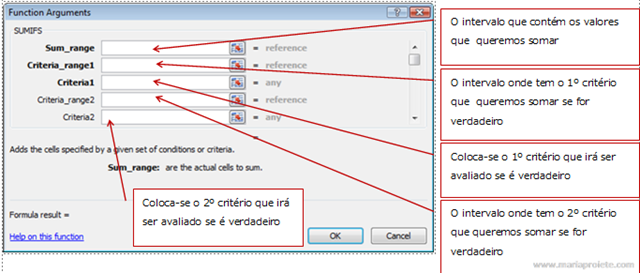 Function Arguments
SUMIFS
Sum_range = reference
Criteria_range1 = reference
Criteria1 = any
Criteria_range2 = reference
Criteria2 = any
=
Adds the cells specified by a given set of conditions or criteria.
Sum_range: are the actual cells to sum.
Formula result =
Help on this function
OK
Cancel
Coloca-se o 2º critério que irá
ser avaliado se é verdadeiro
O intervalo que contém os valores
que queremos somar
O intervalo onde tem o 1º critério
que queremos somar se for
verdadeiro
Coloca-se o 1º critério que irá ser
avaliado se é verdadeiro
O intervalo onde tem o 2º critério
que queremos somar se for
verdadeiro
www.mariaprolete.com